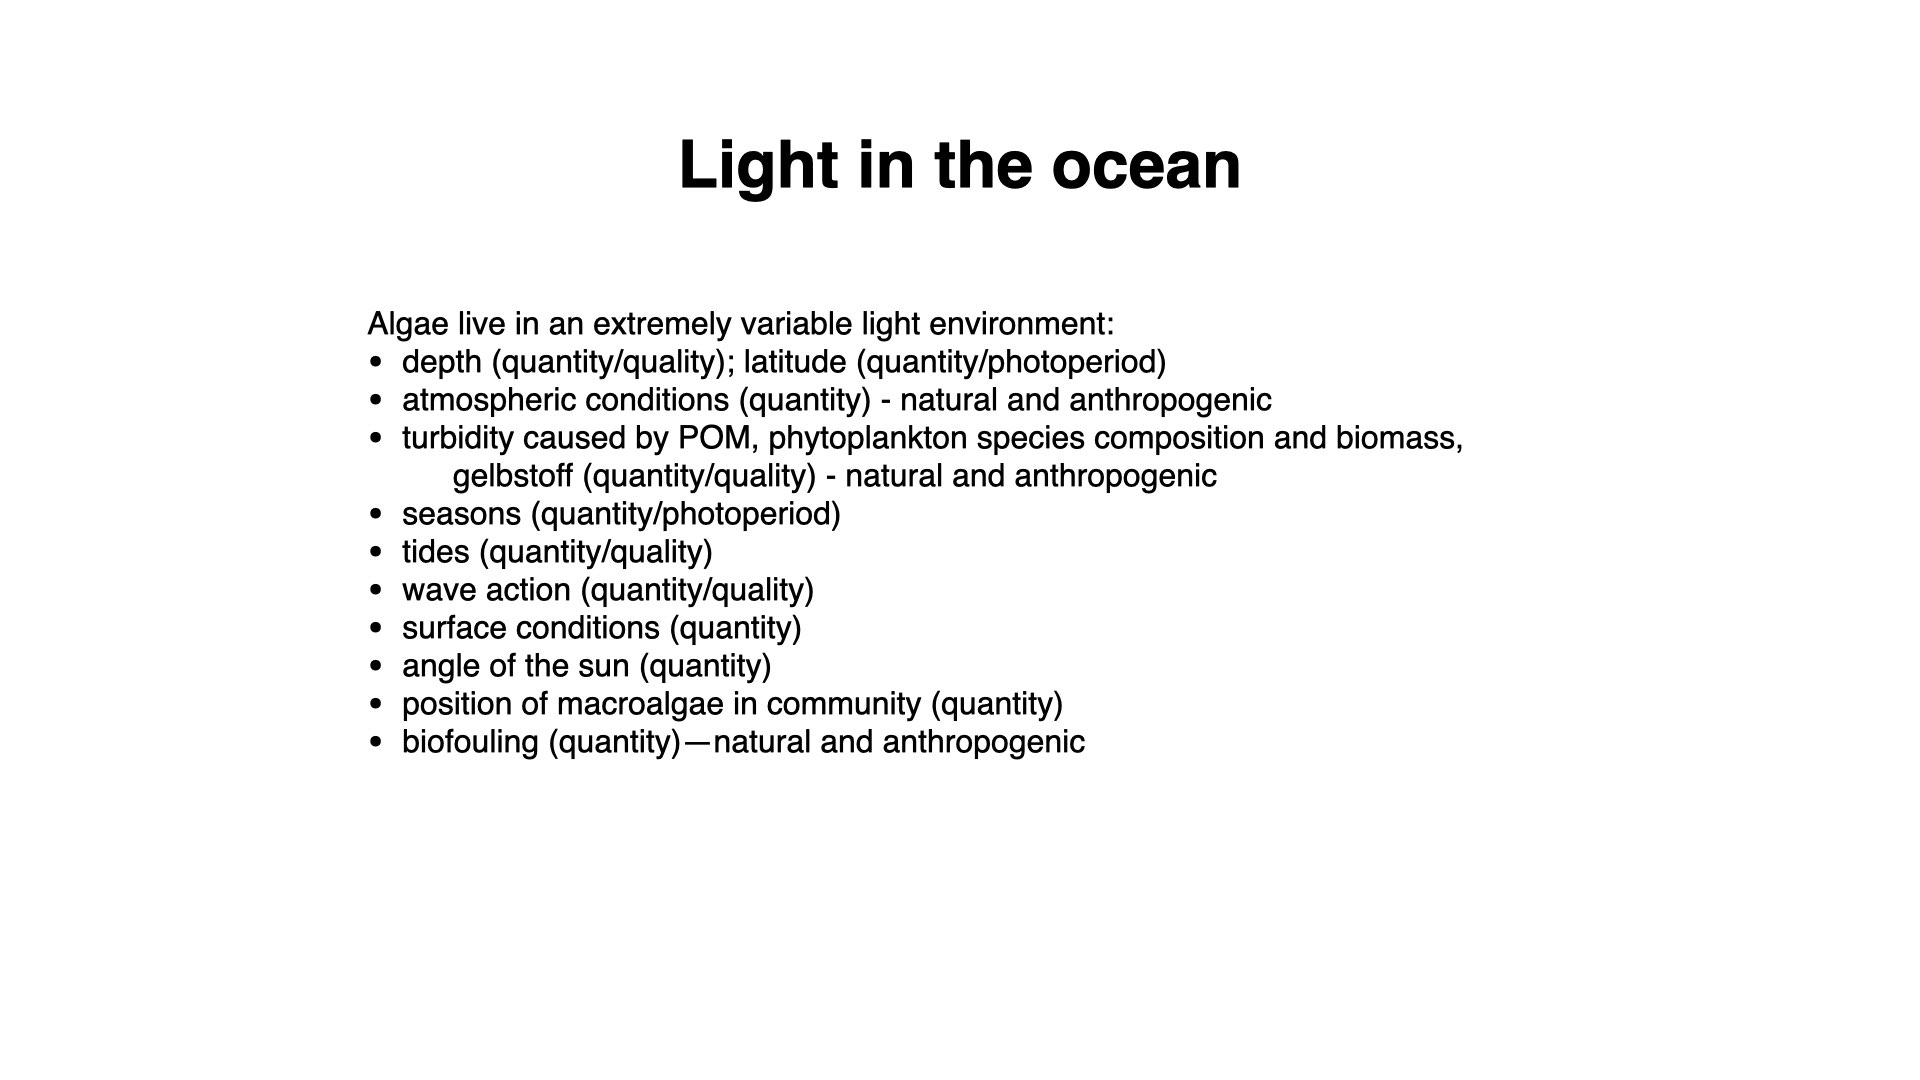 Light in the ocean
Algae live in an extremely variable light environment:
• depth (quantity/quality); latitude (quantity/photoperiod)
• atmospheric conditions (quantity) - natural and anthropogenic
• turbidity caused by POM, phytoplankton species composition and biomass,
gelbstoff (quantity/quality) - natural and anthropogenic
• seasons (quantity/photoperiod)
• tides (quantity/quality)
• wave action (quantity/quality)
• surface conditions (quantity)
• angle of the sun (quantity)
• position of macroalgae in community (quantity)
• biofouling (quantity)—natural and anthropogenic